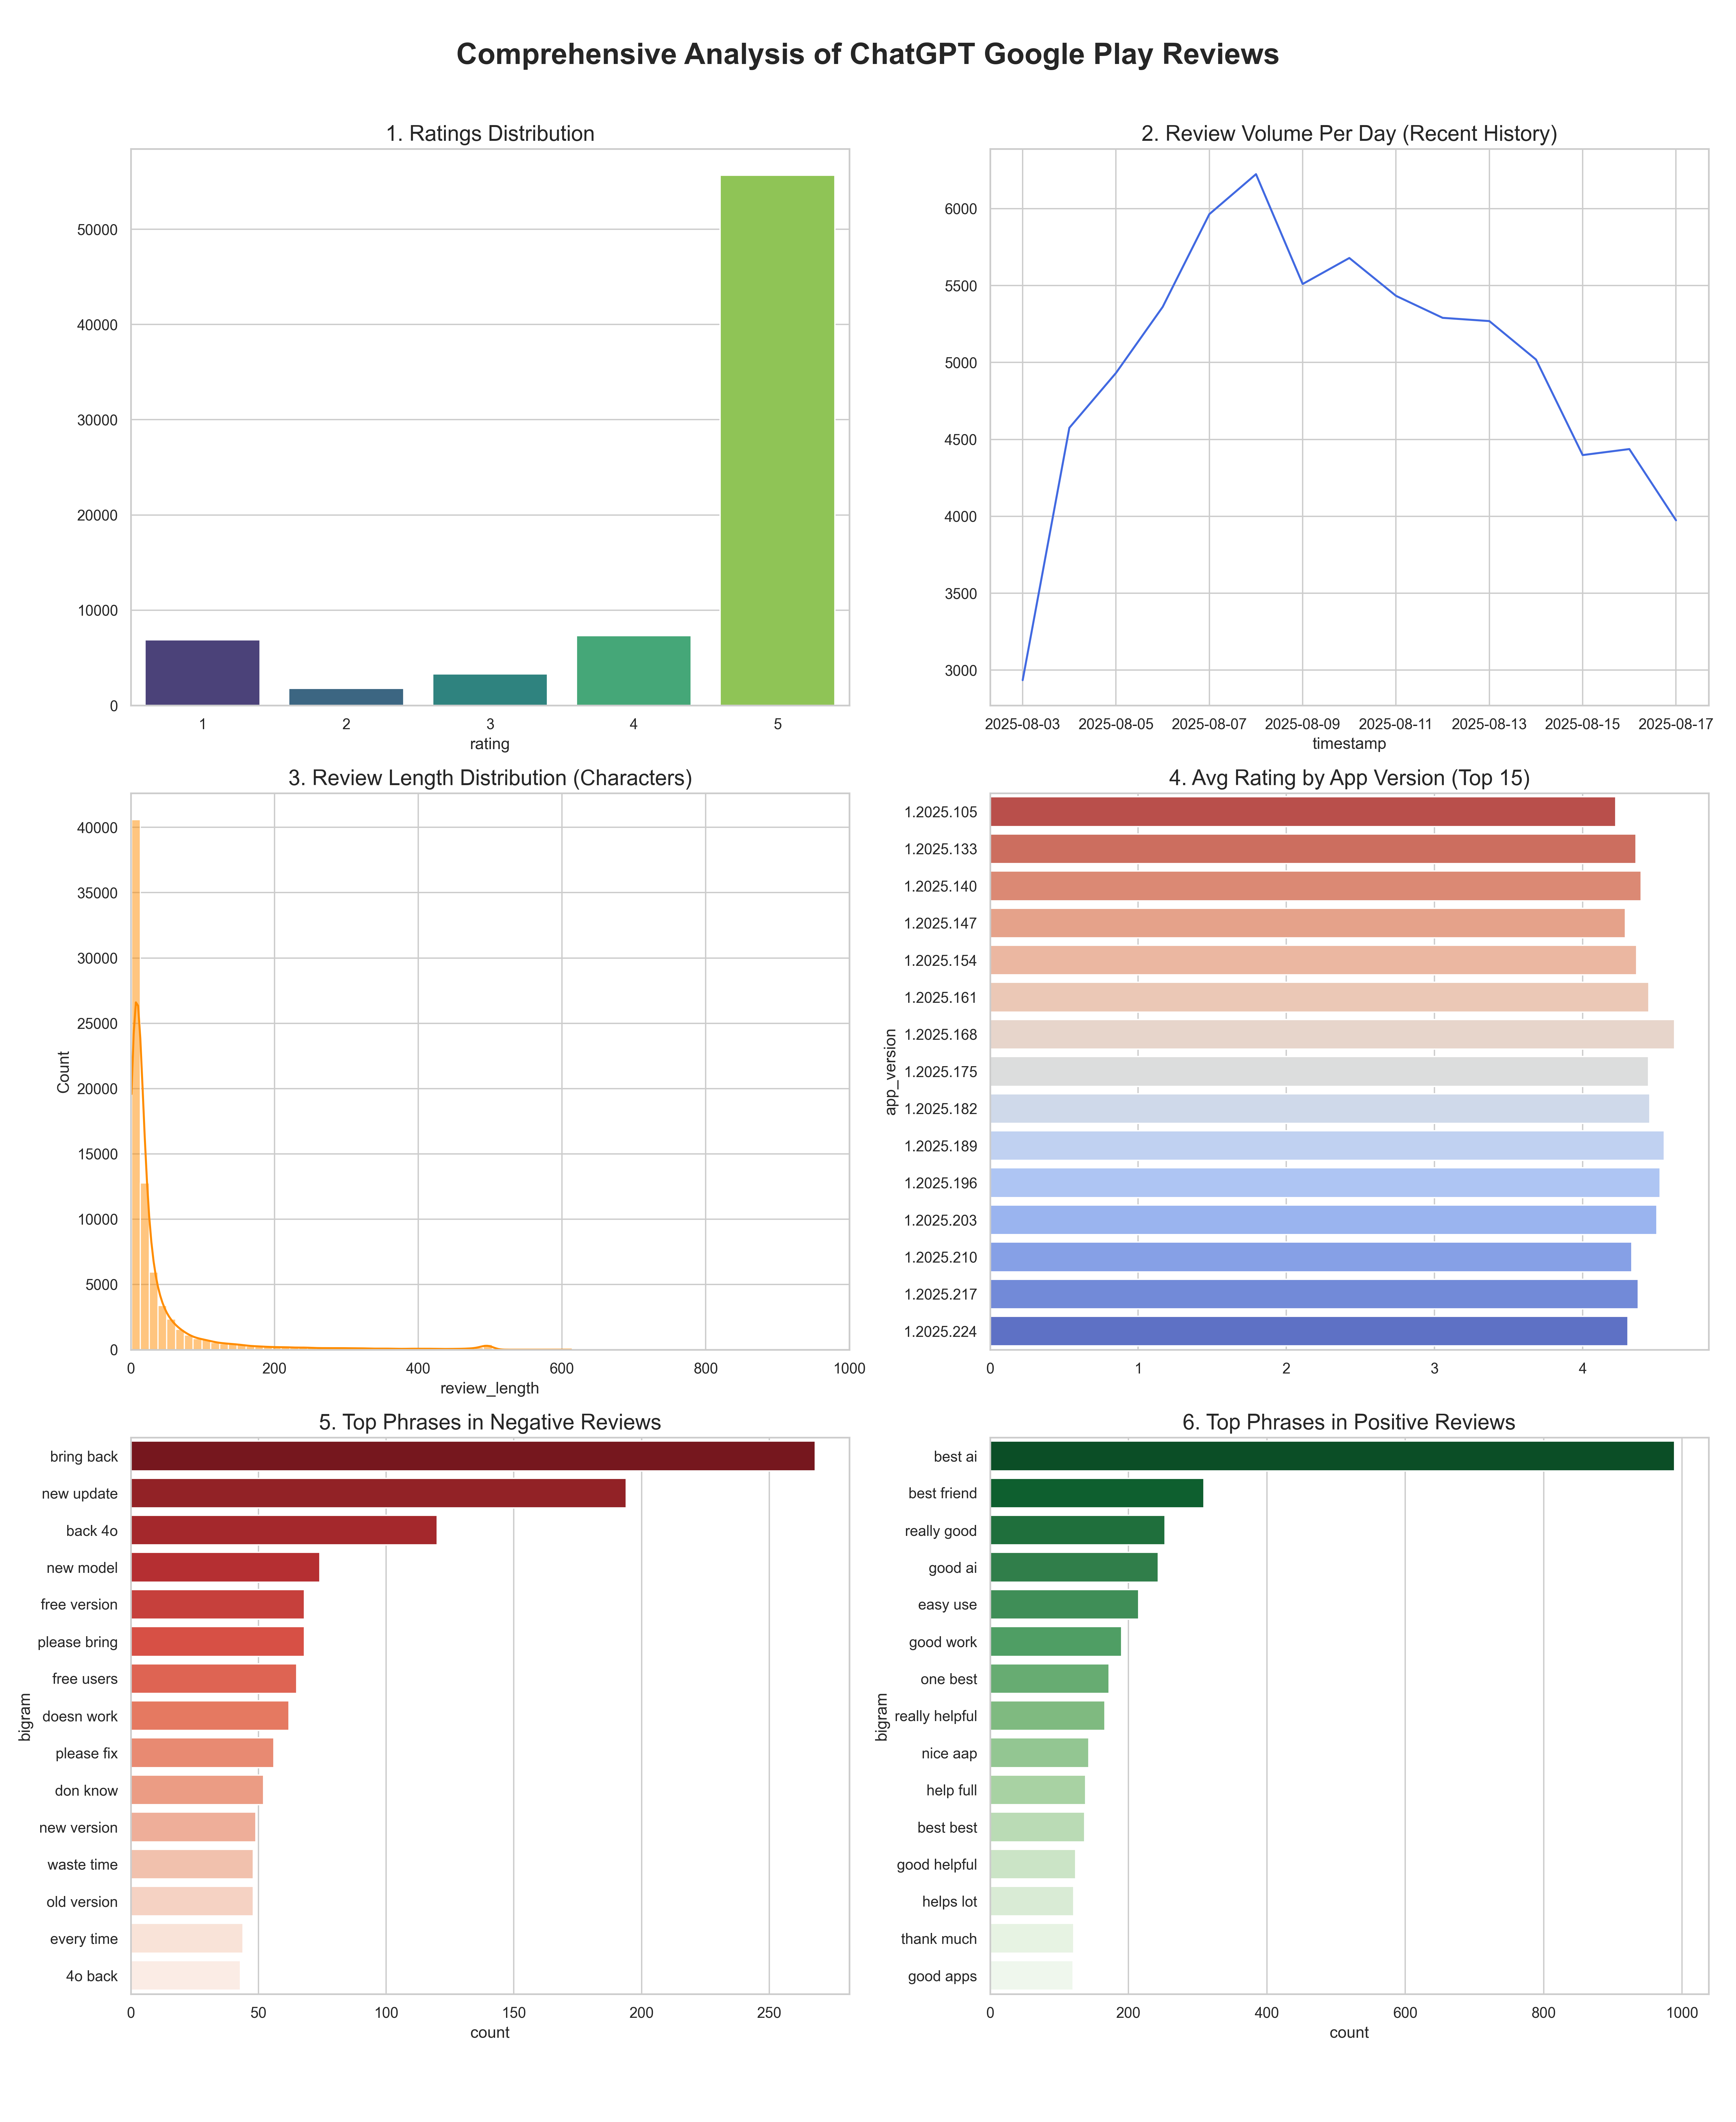 Comprehensive Analysis of ChatGPT Google Play Reviews
1. Ratings Distribution
50000
40000
30000
20000
10000
0
1 2 3 4 5
rating
2. Review Volume Per Day (Recent History)
6000
5500
5000
4500
4000
3500
3000
2025-08-03 2025-08-05 2025-08-07 2025-08-09 2025-08-11 2025-08-13 2025-08-15 2025-08-17
timestamp
3. Review Length Distribution (Characters)
Count
40000
35000
30000
25000
20000
15000
10000
5000
0
0 200 400 600 800 1000
review_length
4. Avg Rating by App Version (Top 15)
app_version
1.2025.105
1.2025.133
1.2025.140
1.2025.147
1.2025.154
1.2025.161
1.2025.168
1.2025.175
1.2025.182
1.2025.189
1.2025.196
1.2025.203
1.2025.210
1.2025.217
1.2025.224
0 1 2 3 4
5. Top Phrases in Negative Reviews
bigram
bring back
new update
back 4o
new model
free version
please bring
free users
doesn work
please fix
don know
new version
waste time
old version
every time
4o back
0 50 100 150 200 250
count
6. Top Phrases in Positive Reviews
bigram
best ai
best friend
really good
good ai
easy use
good work
one best
really helpful
nice aap
help full
best best
good helpful
helps lot
thank much
good apps
0 200 400 600 800 1000
count